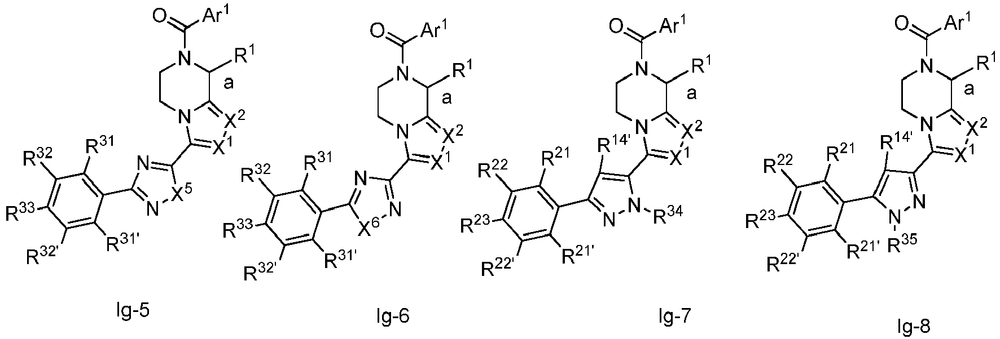 O Ar¹
N R¹
a
N X²
X¹
R³² R³¹
N
X⁵
R³³ N
R³²' R³¹'
Ig-5
O Ar¹
N R¹
a
N X²
X¹
R³² R³¹
N
N
R³³ X⁶
R³²' R³¹'
Ig-6
O Ar¹
N R¹
a
N X²
R¹⁴' X¹
R²² R²¹
N
R²³ N R³⁴
R²²' R²¹'
Ig-7
O Ar¹
N R¹
a
N X²
R¹⁴' X¹
R²² R²¹
N
R²³ N
R³⁵
R²²' R²¹'
Ig-8